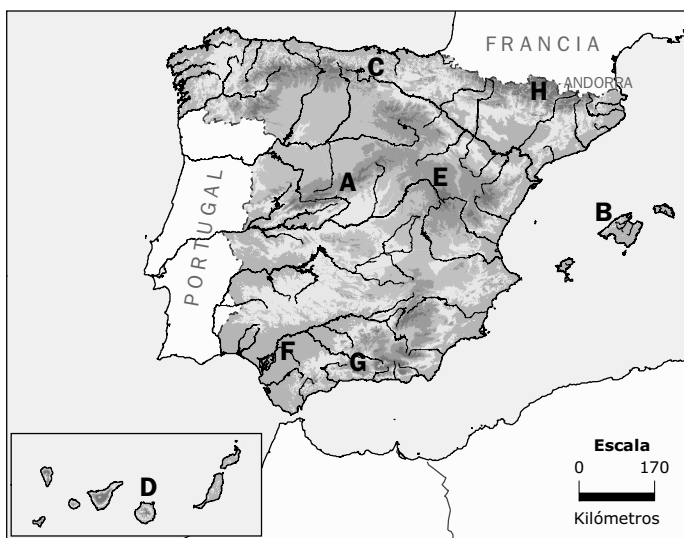 FRANCIA
C
H
ANDORRA
A
E
B
PORTUGAL
F
G
D
Escala
0 170
Kilómetros